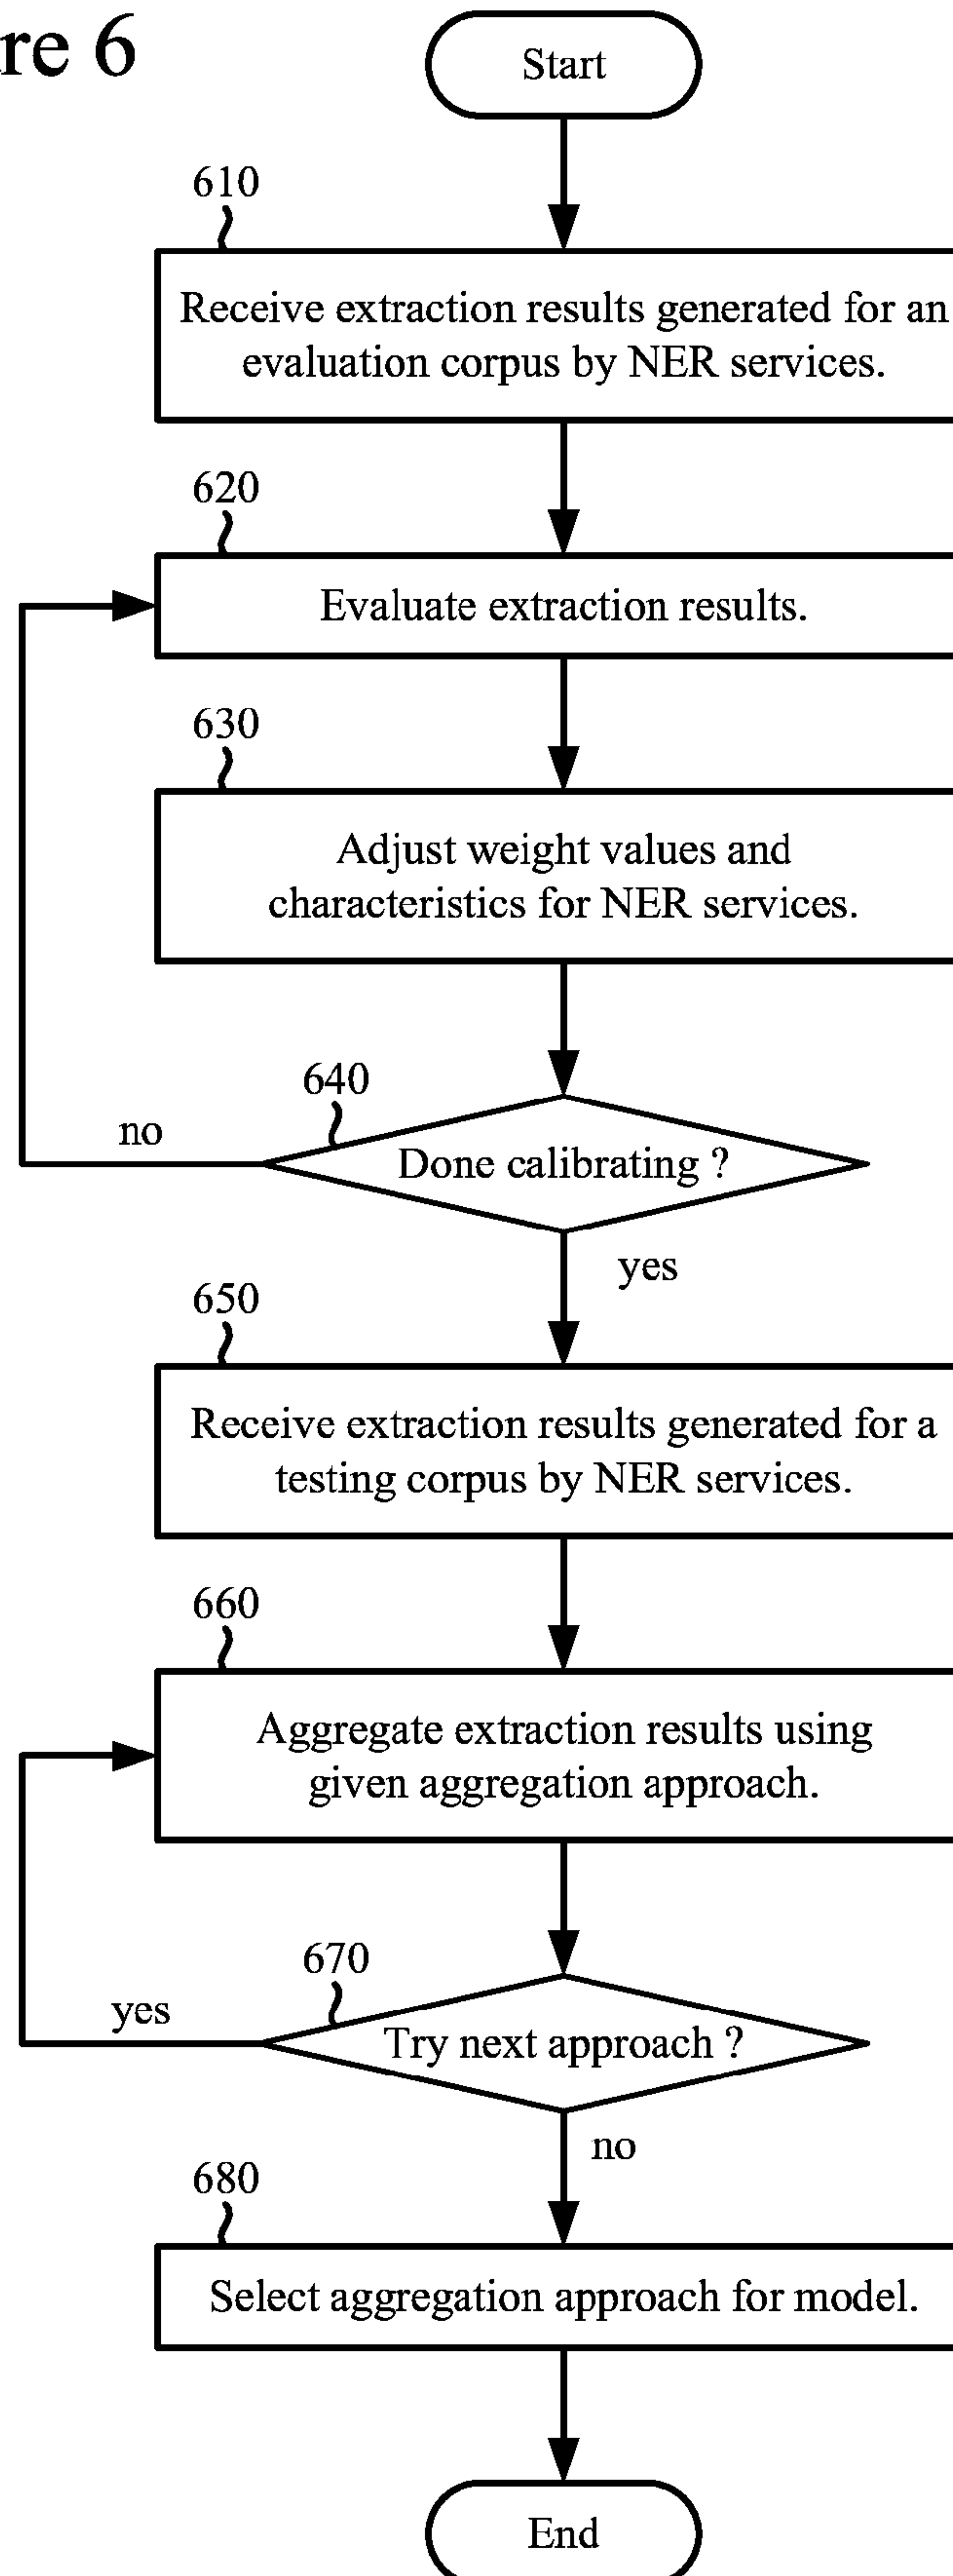 re 6
Start
610
Receive extraction results generated for an
evaluation corpus by NER services.
620
Evaluate extraction results.
630
Adjust weight values and
characteristics for NER services.
640
no
Done calibrating ?
yes
650
Receive extraction results generated for a
testing corpus by NER services.
660
Aggregate extraction results using
given aggregation approach.
670
yes
Try next approach ?
no
680
Select aggregation approach for model.
End